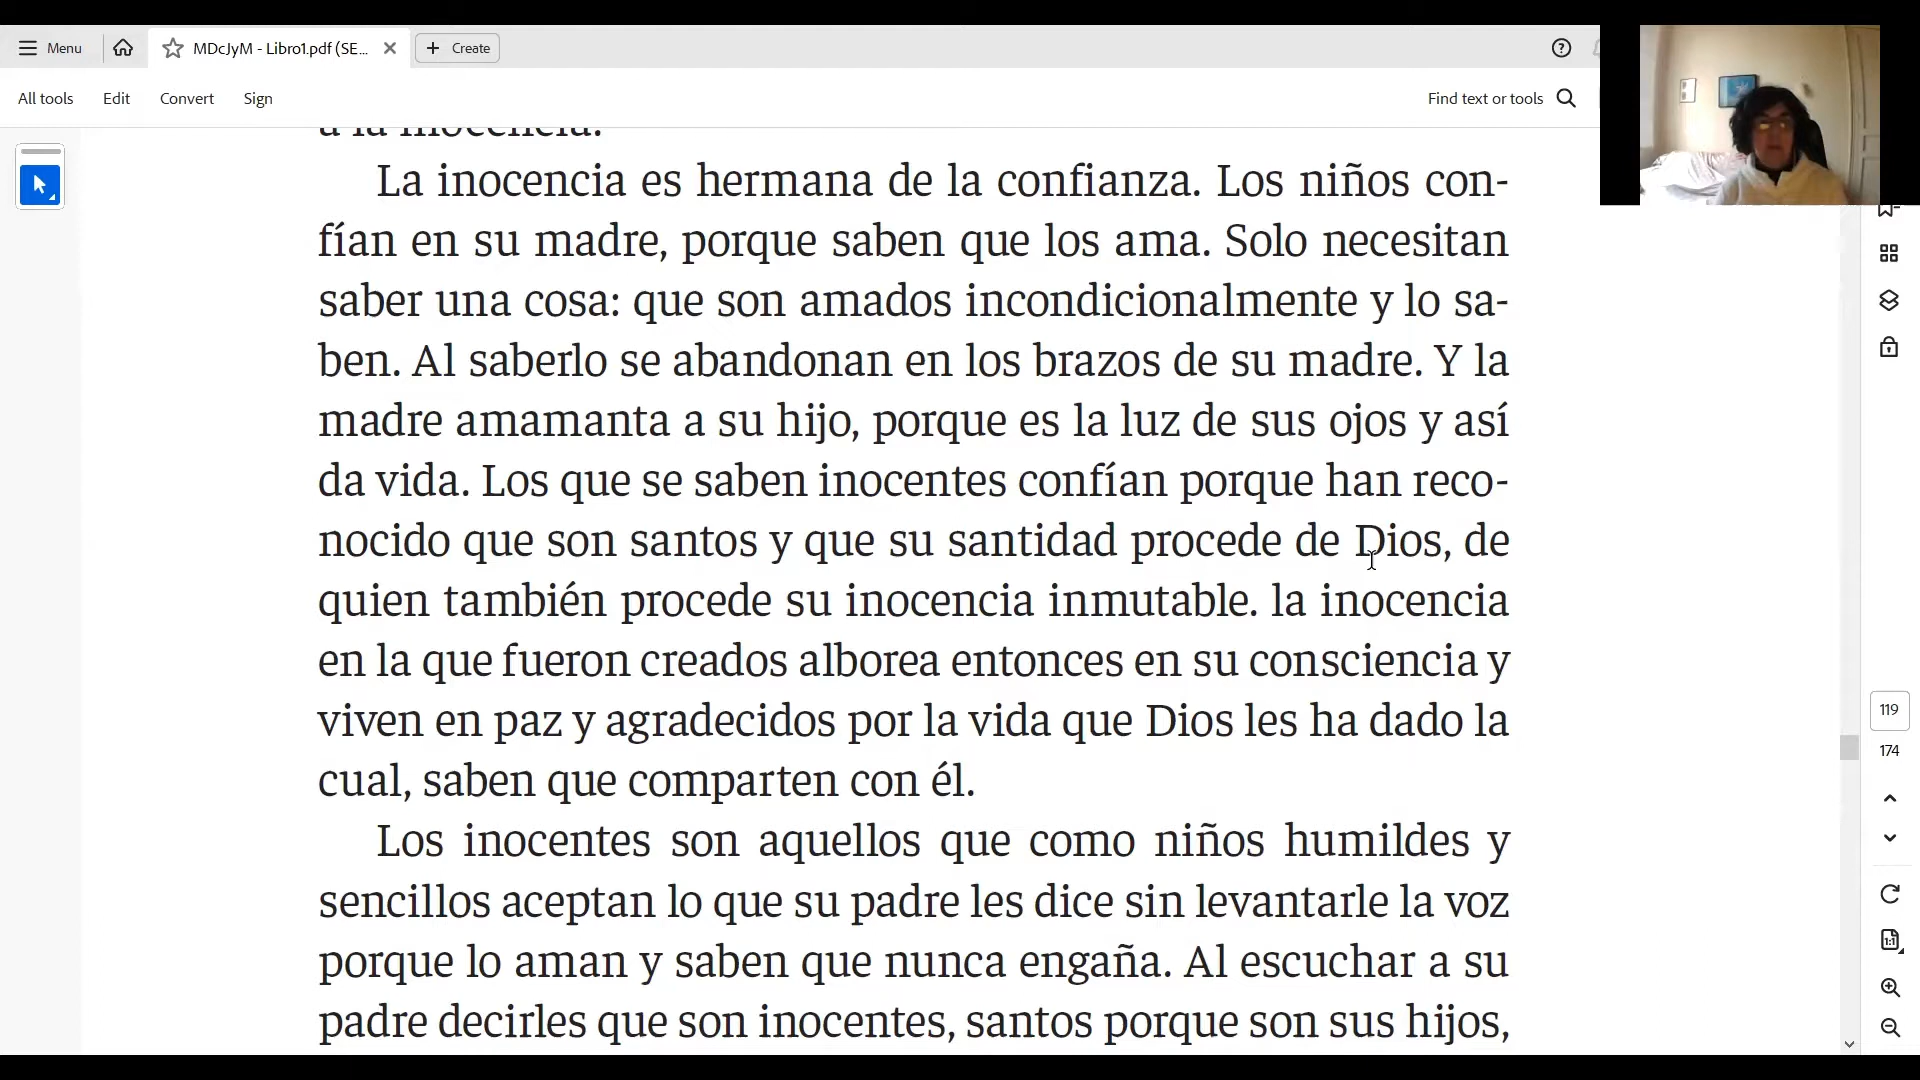 Menu
MDcJyM - Libro1.pdf (SE...
Create
All tools
Edit
Convert
Sign
Find text or tools
a la inocencia.
La inocencia es hermana de la confianza. Los niños con-
fían en su madre, porque saben que los ama. Solo necesitan
saber una cosa: que son amados incondicionalmente y lo sa-
ben. Al saberlo se abandonan en los brazos de su madre. Y la
madre amamanta a su hijo, porque es la luz de sus ojos y así
da vida. Los que se saben inocentes confían porque han reco-
nocido que son santos y que su santidad procede de Dios, de
quien también procede su inocencia inmutable. la inocencia
en la que fueron creados alborea entonces en su consciencia y
viven en paz y agradecidos por la vida que Dios les ha dado la
cual, saben que comparten con él.
Los inocentes son aquellos que como niños humildes y
sencillos aceptan lo que su padre les dice sin levantarle la voz
porque lo aman y saben que nunca engaña. Al escuchar a su
padre decirles que son inocentes, santos porque son sus hijos,
119
174